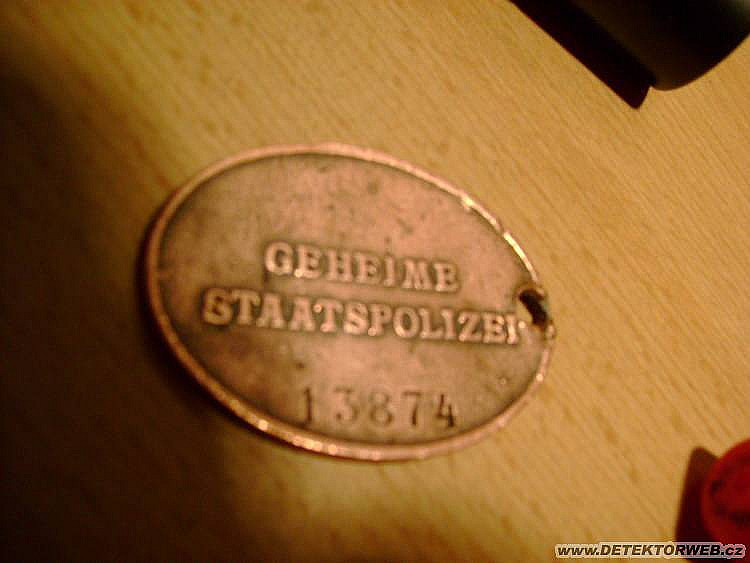 GEHEIME
STAATSPOLIZEI
13874
www.DETEKTORWEB.cz